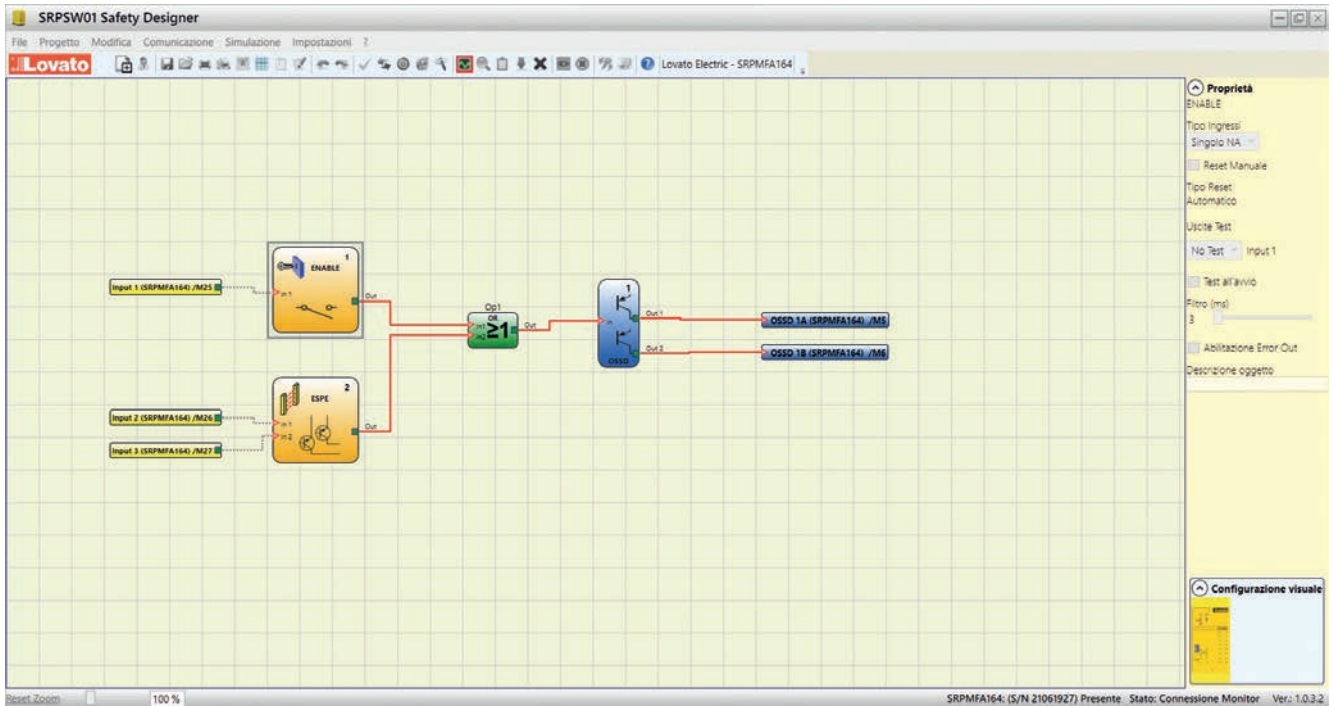 SRPSW01 Safety Designer
File Progetto Modifica Comunicazione Simulazione Impostazioni ?
Lovato
Lovato Electric - SRPMFA164
Proprietà
ENABLE
Tipo Ingressi
Singolo NA
Reset Manuale
Tipo Reset
Automatico
Uscite Test
No Test Input 1
Test all'avvio
Filtro (ms)
3
Abilitazione Error Out
Descrizione oggetto
Input 1 (SRPMFA164) /M25
1
ENABLE
In 1
Out
Input 2 (SRPMFA164) /M26
Input 3 (SRPMFA164) /M27
2
ESPE
In 1
In 2
Out
Op1
OR
≥1
In1
In2
Out
1
In
OSSD
Out 1
Out 2
OSSD 1A (SRPMFA164) /M5
OSSD 1B (SRPMFA164) /M6
Configurazione visuale
Reset Zoom
100 %
SRPMFA164: (S/N 21061927) Presente Stato: Connessione Monitor Ver.: 1.0.3.2